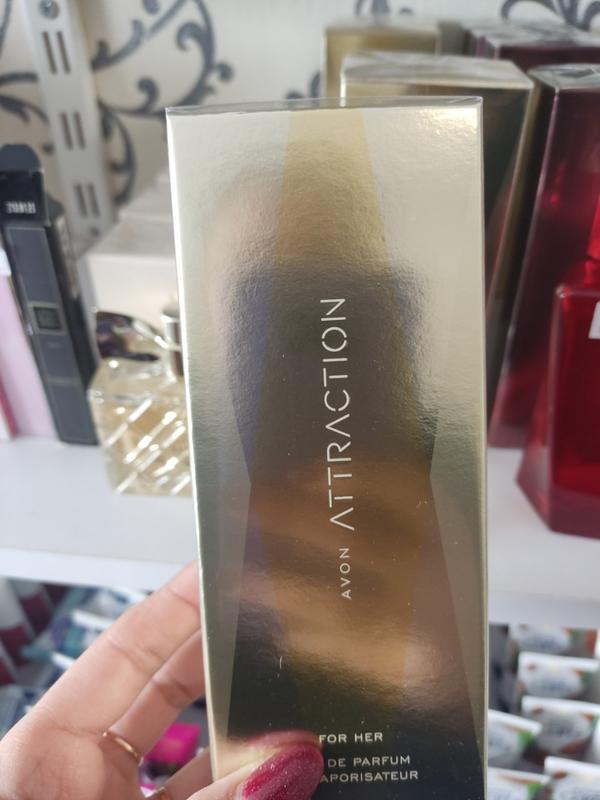 AVON ATTRACTION
FOR HER
DE PARFUM
APORISATEUR